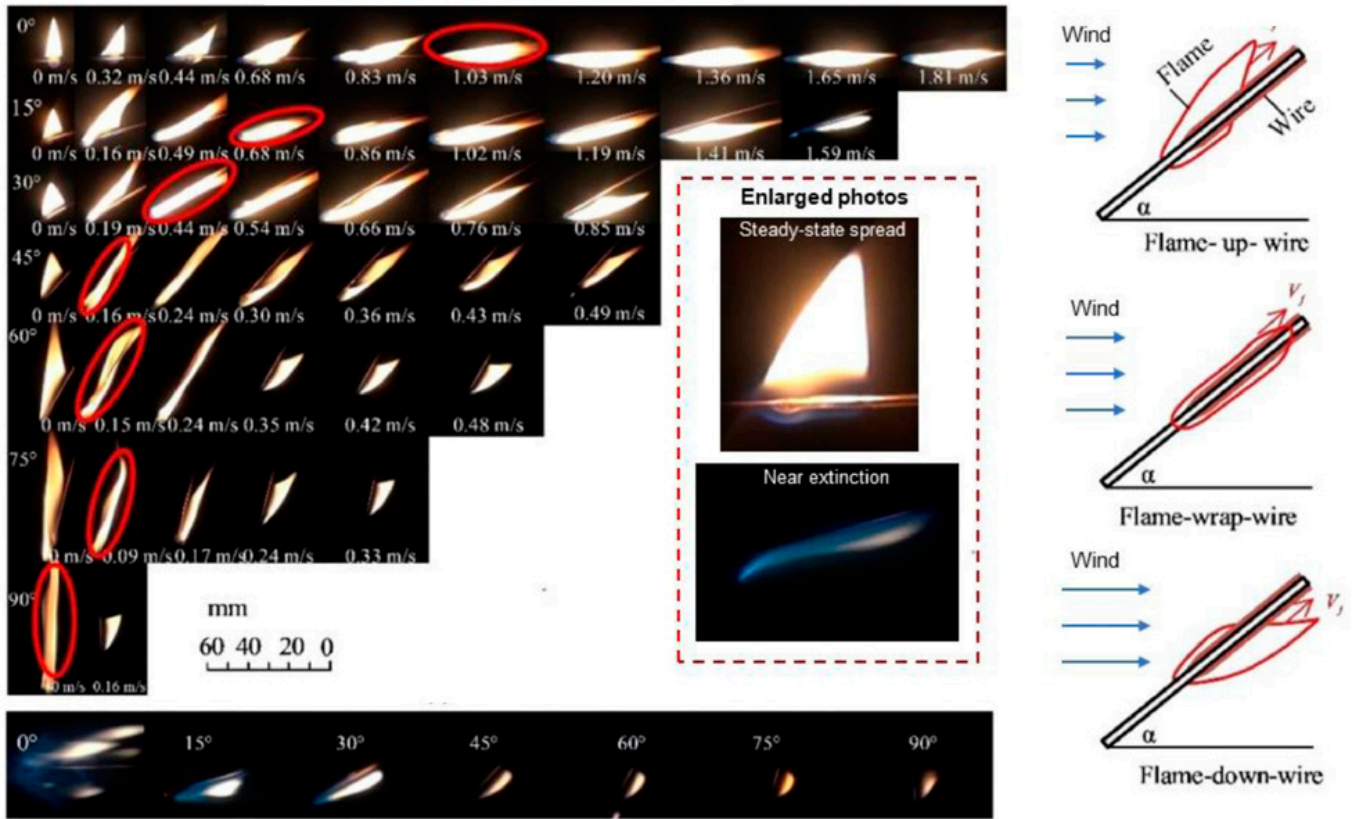 0°
0 m/s 0.32 m/s 0.44 m/s 0.68 m/s 0.83 m/s 1.03 m/s 1.20 m/s 1.36 m/s 1.65 m/s 1.81 m/s
15°
0 m/s 0.16 m/s 0.49 m/s 0.68 m/s 0.86 m/s 1.02 m/s 1.19 m/s 1.41 m/s 1.59 m/s
30°
0 m/s 0.19 m/s 0.44 m/s 0.54 m/s 0.66 m/s 0.76 m/s 0.85 m/s
45°
0 m/s 0.16 m/s 0.24 m/s 0.30 m/s 0.36 m/s 0.43 m/s 0.49 m/s
60°
0 m/s 0.15 m/s 0.24 m/s 0.35 m/s 0.42 m/s 0.48 m/s
75°
0 m/s 0.09 m/s 0.17 m/s 0.24 m/s 0.33 m/s
90°
0 m/s 0.16 m/s
mm
60 40 20 0
Enlarged photos
Steady-state spread
Near extinction
0° 15° 30° 45° 60° 75° 90°
Wind
Flame
Wire
α
Flame- up- wire
Wind
V_f
α
Flame-wrap-wire
Wind
V_f
α
Flame-down-wire